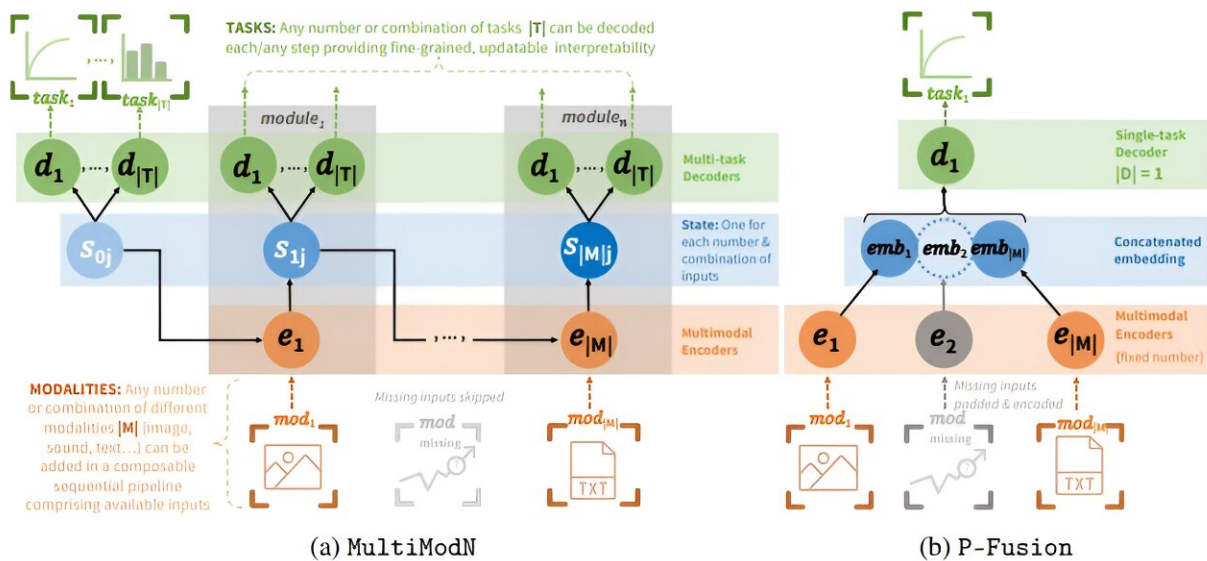 TASKS: Any number or combination of tasks |T| can be decoded
each/any step providing fine-grained, updatable interpretability
task₁
,...,
task|T|
module₁
moduleₙ
d₁ ,..., d|T|
d₁ ,..., d|T|
d₁ ,..., d|T|
Multi-task
Decoders
S₀ⱼ
S₁ⱼ
S|M|j
State: One for
each number &
combination of
inputs
e₁
,...,
e|M|
Multimodal
Encoders
MODALITIES: Any number
or combination of different
modalities |M| (image,
sound, text...) can be
added in a composable
sequential pipeline
comprising available inputs
mod₁
Missing inputs skipped
mod
missing
?
mod|M|
TXT
(a) MultiModN
task₁
d₁
Single-task
Decoder
|D| = 1
emb₁
emb₂
emb|M|
Concatenated
embedding
e₁
e₂
e|M|
Multimodal
Encoders
(fixed number)
mod₁
Missing inputs
padded & encoded
mod
missing
?
mod|M|
TXT
(b) P-Fusion